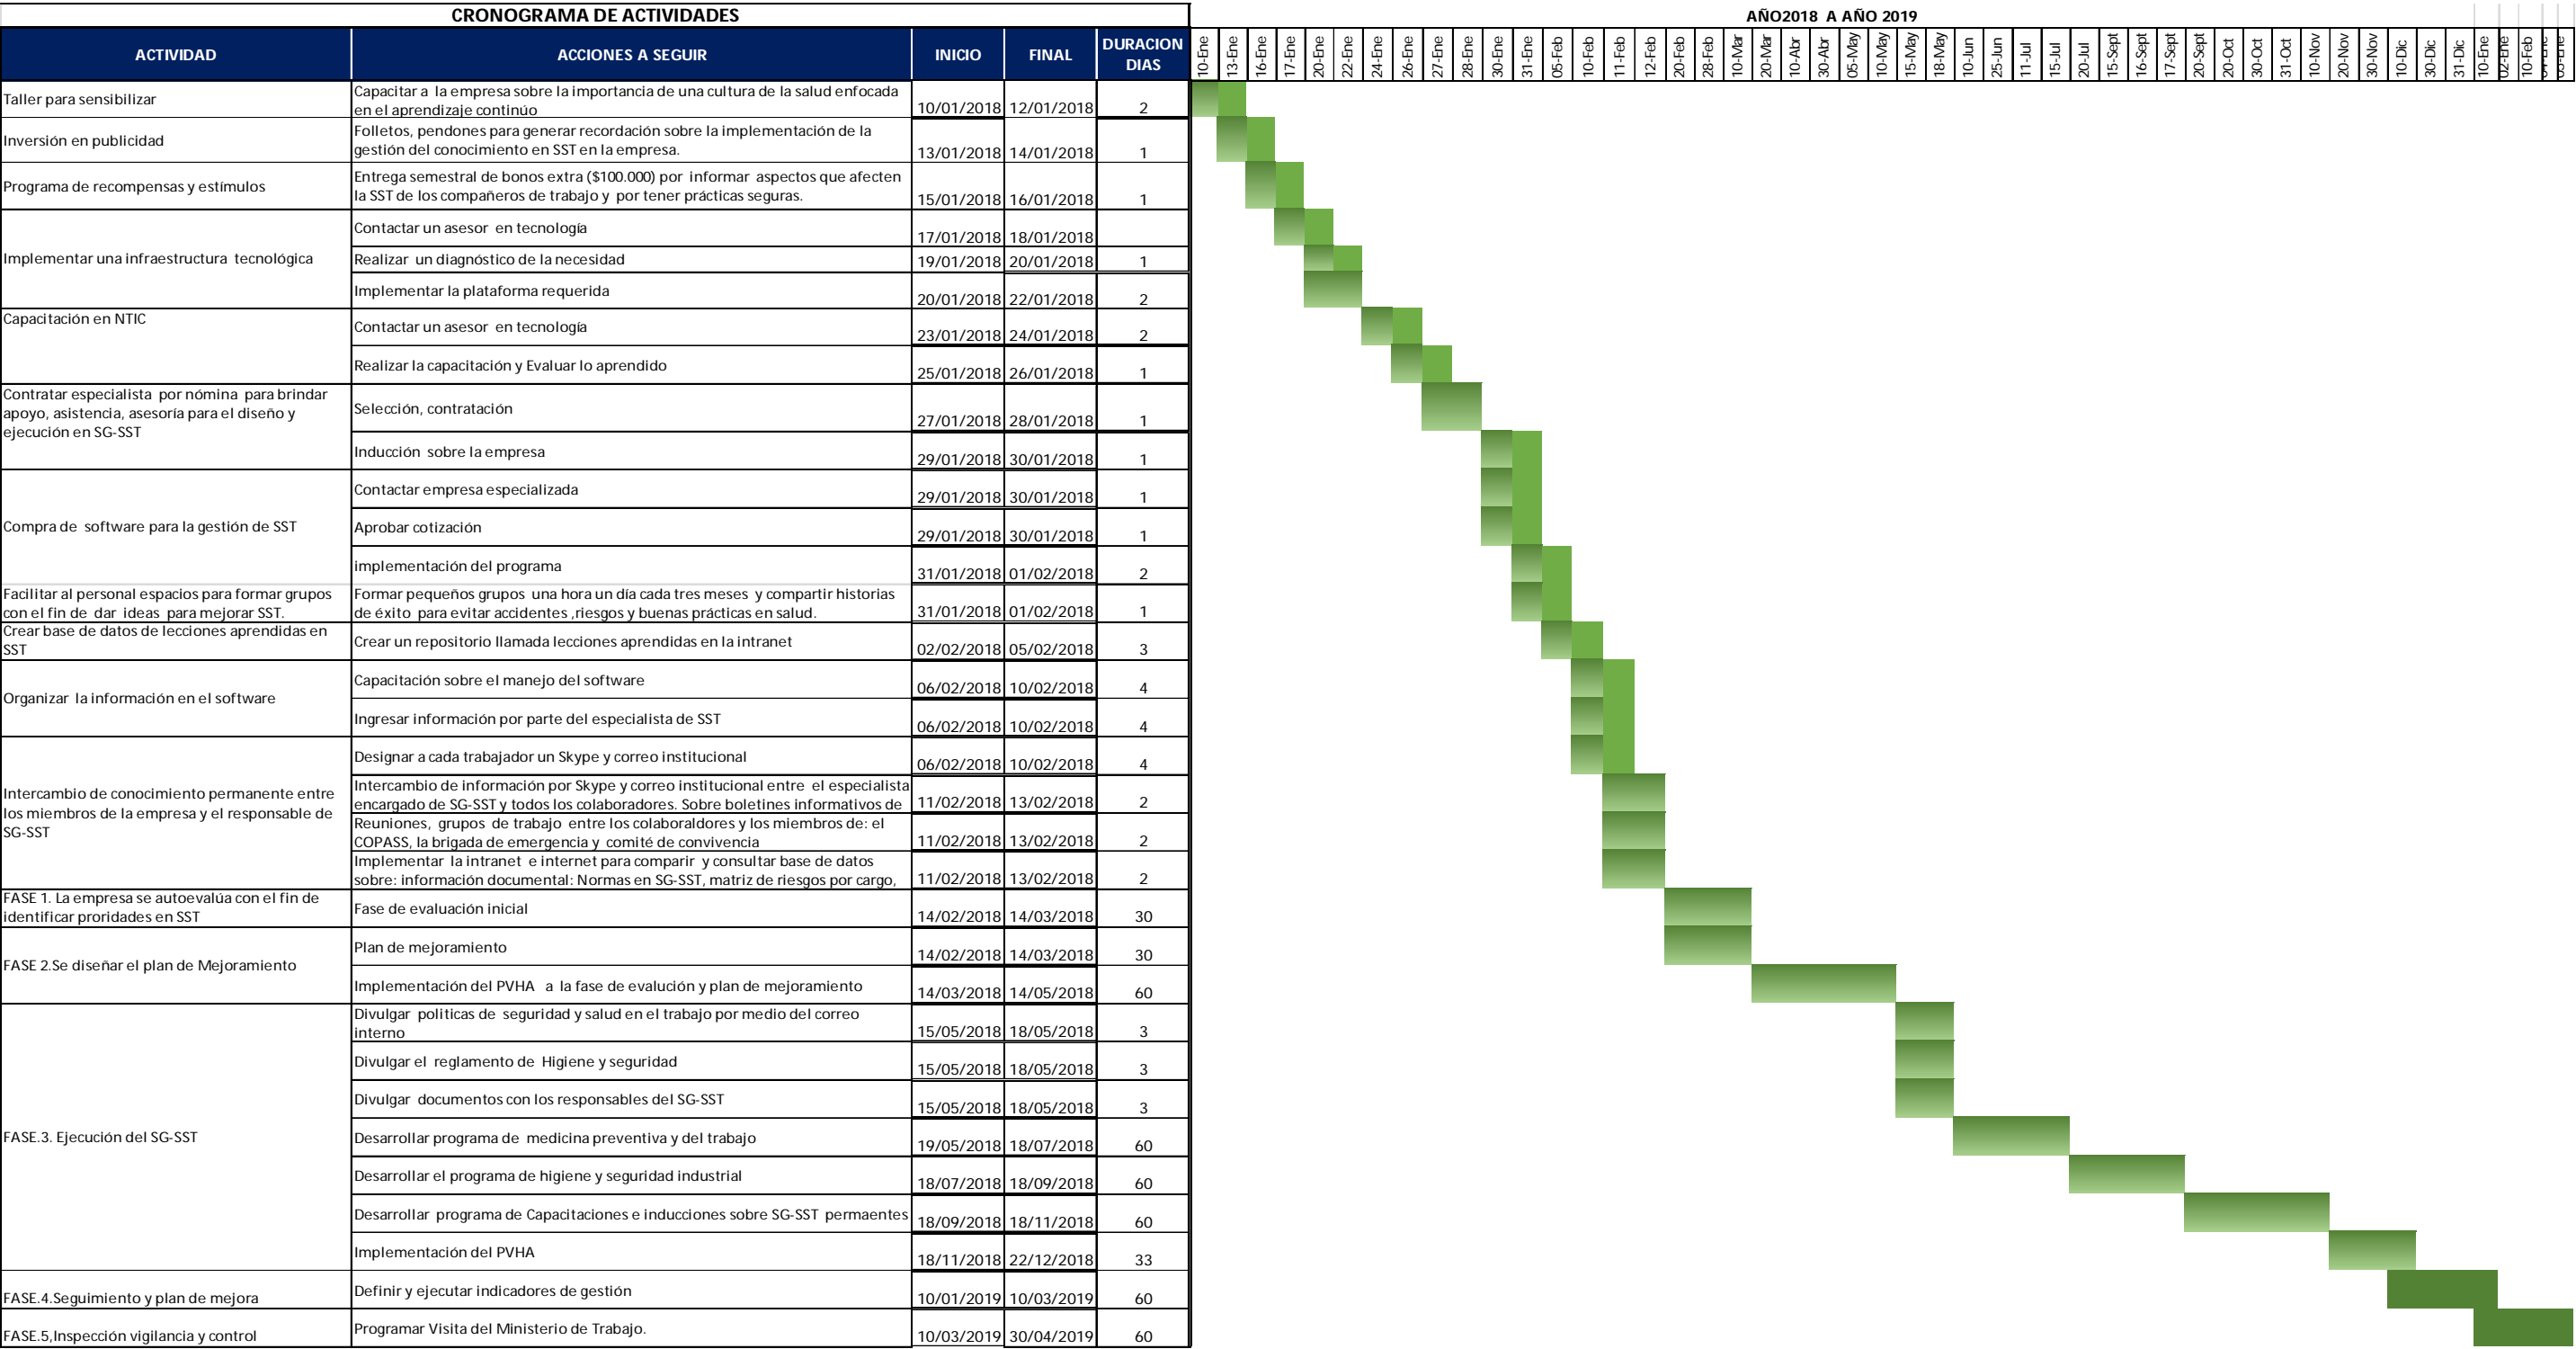 CRONOGRAMA DE ACTIVIDADES
AÑO2018 A AÑO 2019
ACTIVIDAD ACCIONES A SEGUIR INICIO FINAL DURACION DIAS
10-Ene 13-Ene 16-Ene 17-Ene 20-Ene 22-Ene 24-Ene 26-Ene 27-Ene 28-Ene 30-Ene 31-Ene 05-Feb 10-Feb 11-Feb 12-Feb 20-Feb 28-Feb 10-Mar 20-Mar 10-Abr 30-Abr 05-May 10-May 15-May 18-May 10-Jun 25-Jun 11-Jul 15-Jul 20-Jul 15-Sept 16-Sept 17-Sept 20-Sept 20-Oct 30-Oct 31-Oct 10-Nov 20-Nov 30-Nov 10-Dic 30-Dic 31-Dic 10-Ene 02-Ene 10-Feb
Taller para sensibilizar
Capacitar a la empresa sobre la importancia de una cultura de la salud enfocada
en el aprendizaje continúo
10/01/2018 12/01/2018 2
Inversión en publicidad
Folletos, pendones para generar recordación sobre la implementación de la
gestión del conocimiento en SST en la empresa.
13/01/2018 14/01/2018 1
Programa de recompensas y estímulos
Entrega semestral de bonos extra ($100.000) por informar aspectos que afecten
la SST de los compañeros de trabajo y por tener prácticas seguras.
15/01/2018 16/01/2018 1
Implementar una infraestructura tecnológica
Contactar un asesor en tecnología
17/01/2018 18/01/2018
Realizar un diagnóstico de la necesidad
19/01/2018 20/01/2018 1
Implementar la plataforma requerida
20/01/2018 22/01/2018 2
Capacitación en NTIC
Contactar un asesor en tecnología
23/01/2018 24/01/2018 2
Realizar la capacitación y Evaluar lo aprendido
25/01/2018 26/01/2018 1
Contratar especialista por nómina para brindar
apoyo, asistencia, asesoría para el diseño y
ejecución en SG-SST
Selección, contratación
27/01/2018 28/01/2018 1
Inducción sobre la empresa
29/01/2018 30/01/2018 1
Compra de software para la gestión de SST
Contactar empresa especializada
29/01/2018 30/01/2018 1
Aprobar cotización
29/01/2018 30/01/2018 1
implementación del programa
31/01/2018 01/02/2018 2
Facilitar al personal espacios para formar grupos
con el fin de dar ideas para mejorar SST.
Formar pequeños grupos una hora un día cada tres meses y compartir historias
de éxito para evitar accidentes ,riesgos y buenas prácticas en salud.
31/01/2018 01/02/2018 1
Crear base de datos de lecciones aprendidas en
SST
Crear un repositorio llamada lecciones aprendidas en la intranet
02/02/2018 05/02/2018 3
Organizar la información en el software
Capacitación sobre el manejo del software
06/02/2018 10/02/2018 4
Ingresar información por parte del especialista de SST
06/02/2018 10/02/2018 4
Intercambio de conocimiento permanente entre
los miembros de la empresa y el responsable de
SG-SST
Designar a cada trabajador un Skype y correo institucional
06/02/2018 10/02/2018 4
Intercambio de información por Skype y correo institucional entre el especialista
encargado de SG-SST y todos los colaboradores. Sobre boletines informativos de
11/02/2018 13/02/2018 2
Reuniones, grupos de trabajo entre los colaboraldores y los miembros de: el
COPASS, la brigada de emergencia y comité de convivencia
11/02/2018 13/02/2018 2
Implementar la intranet e internet para comparir y consultar base de datos
sobre: información documental: Normas en SG-SST, matriz de riesgos por cargo,
11/02/2018 13/02/2018 2
FASE 1. La empresa se autoevalúa con el fin de
identificar proridades en SST
Fase de evaluación inicial
14/02/2018 14/03/2018 30
FASE 2.Se diseñar el plan de Mejoramiento
Plan de mejoramiento
14/02/2018 14/03/2018 30
Implementación del PVHA a la fase de evalución y plan de mejoramiento
14/03/2018 14/05/2018 60
FASE.3. Ejecución del SG-SST
Divulgar politicas de seguridad y salud en el trabajo por medio del correo
interno
15/05/2018 18/05/2018 3
Divulgar el reglamento de Higiene y seguridad
15/05/2018 18/05/2018 3
Divulgar documentos con los responsables del SG-SST
15/05/2018 18/05/2018 3
Desarrollar programa de medicina preventiva y del trabajo
19/05/2018 18/07/2018 60
Desarrollar el programa de higiene y seguridad industrial
18/07/2018 18/09/2018 60
Desarrollar programa de Capacitaciones e inducciones sobre SG-SST permaentes
18/09/2018 18/11/2018 60
Implementación del PVHA
18/11/2018 22/12/2018 33
FASE.4.Seguimiento y plan de mejora
Definir y ejecutar indicadores de gestión
10/01/2019 10/03/2019 60
FASE.5,Inspección vigilancia y control
Programar Visita del Ministerio de Trabajo.
10/03/2019 30/04/2019 60